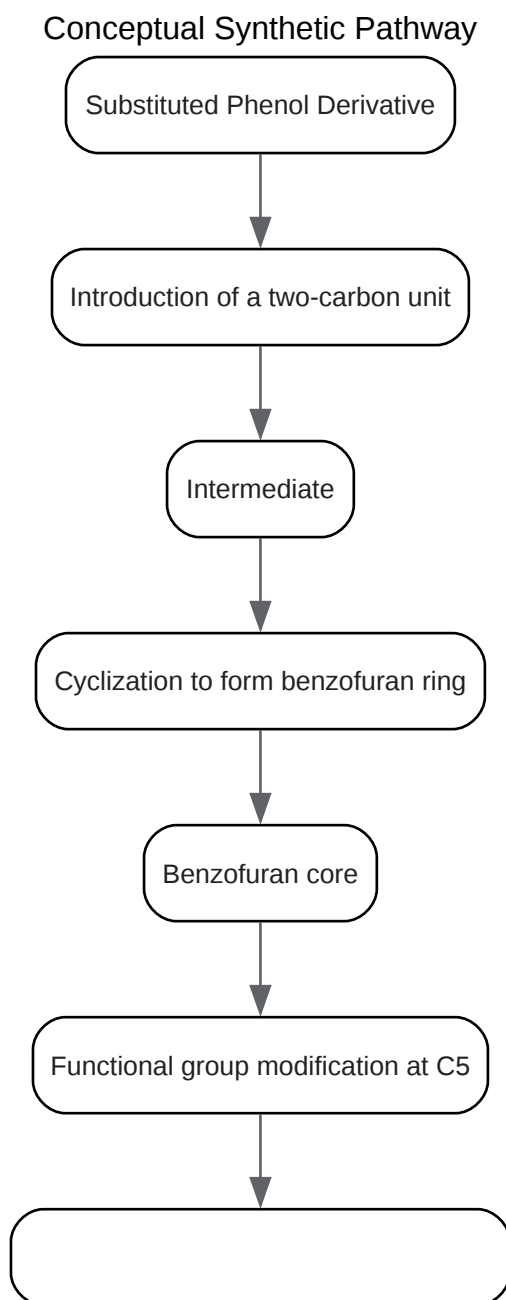 Conceptual Synthetic Pathway
Substituted Phenol Derivative
Introduction of a two-carbon unit
Intermediate
Cyclization to form benzofuran ring
Benzofuran core
Functional group modification at C5